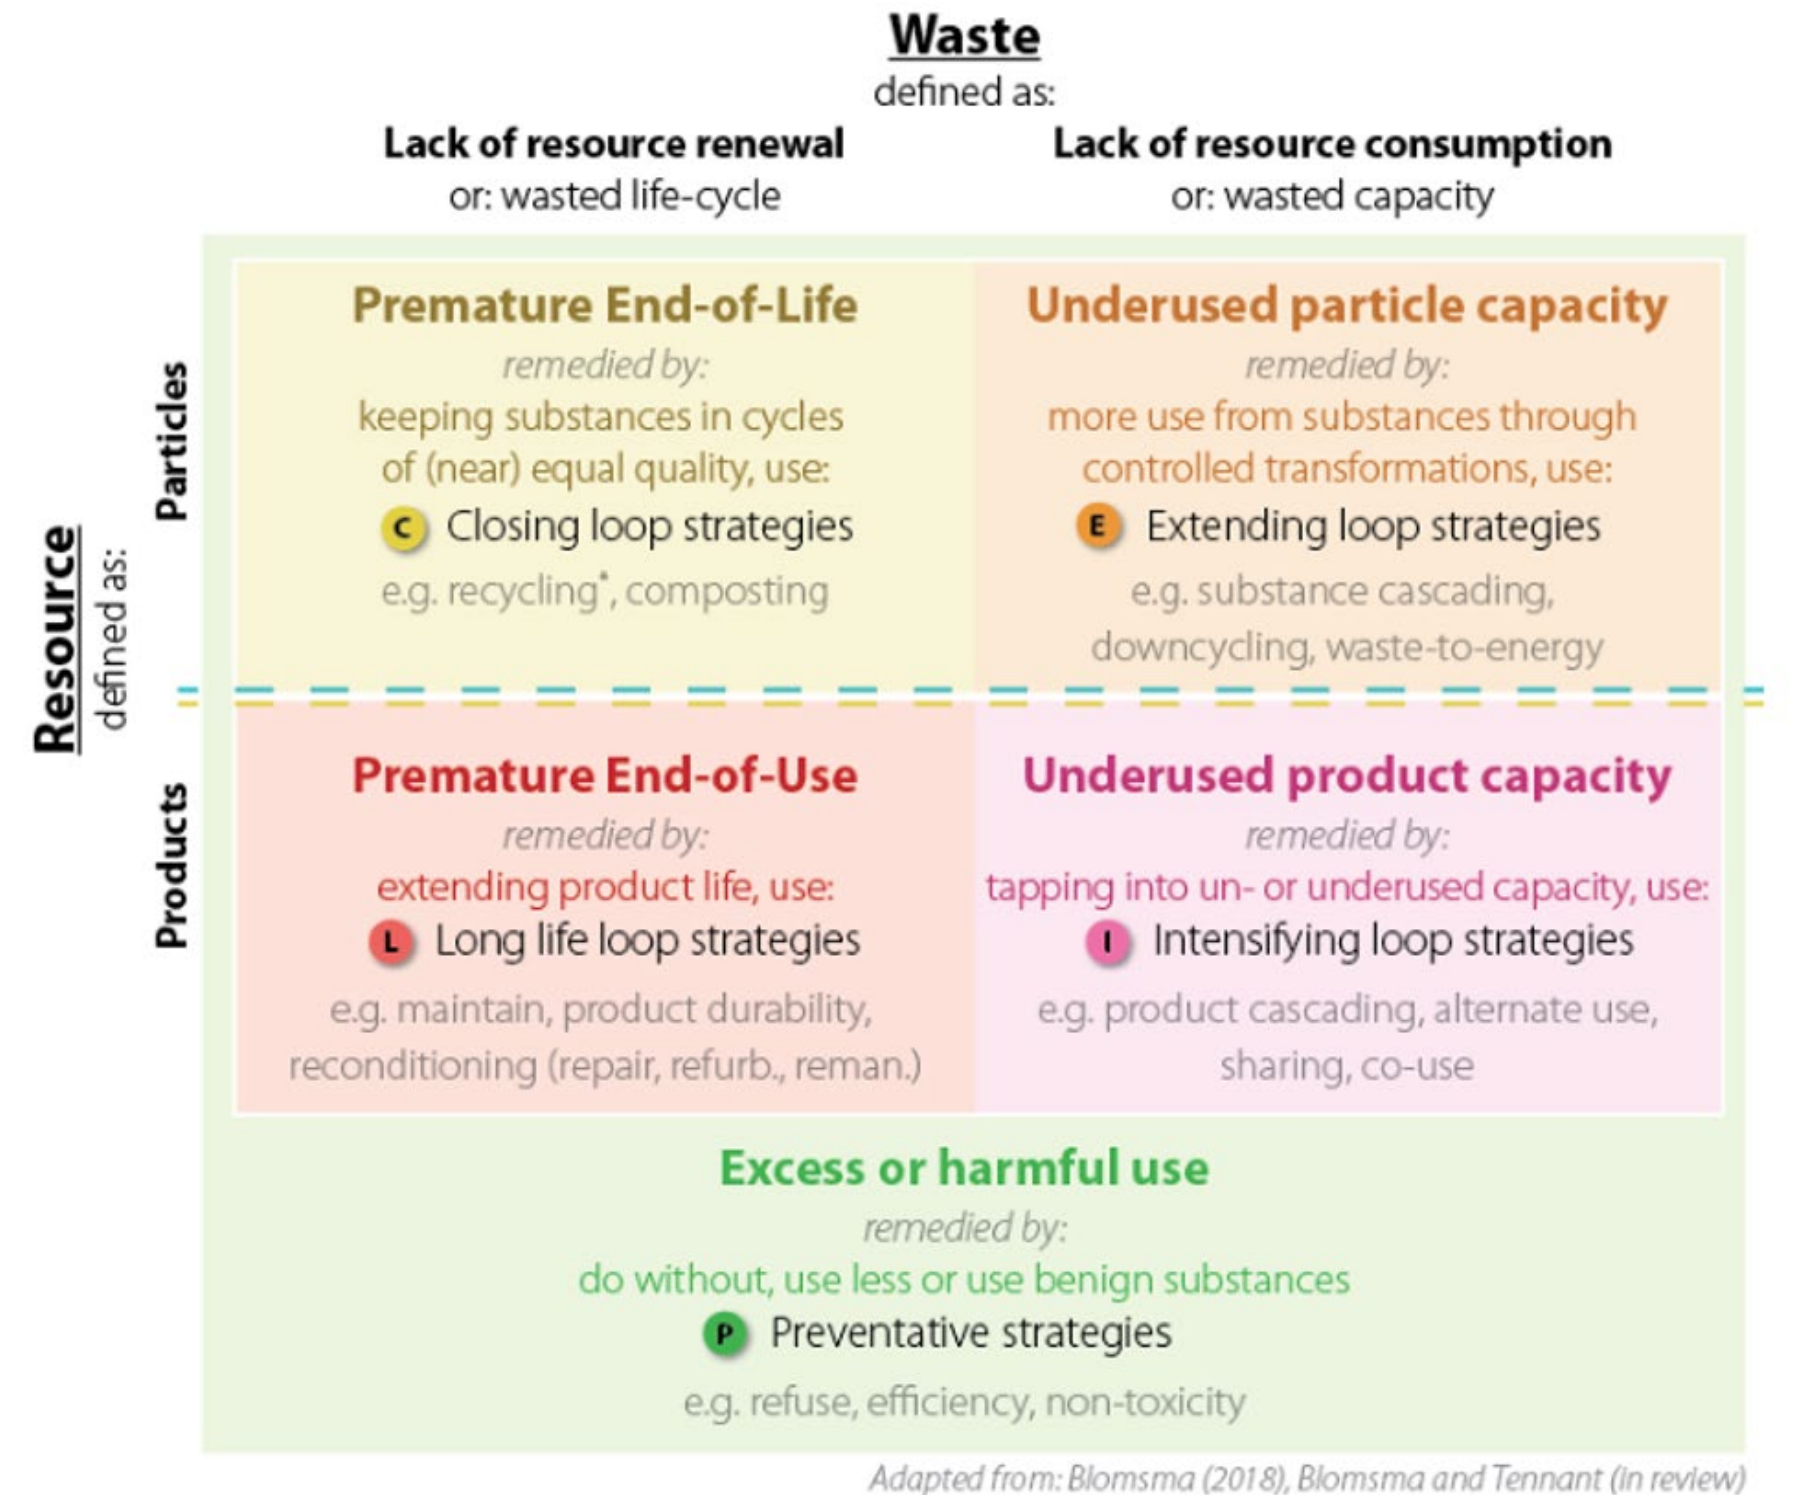 Waste
defined as:
Lack of resource renewal
or: wasted life-cycle
Lack of resource consumption
or: wasted capacity
Resource
defined as:
Particles
Premature End-of-Life
remedied by:
keeping substances in cycles
of (near) equal quality, use:
C Closing loop strategies
e.g. recycling*, composting
Underused particle capacity
remedied by:
more use from substances through
controlled transformations, use:
E Extending loop strategies
e.g. substance cascading,
downcycling, waste-to-energy
Products
Premature End-of-Use
remedied by:
extending product life, use:
L Long life loop strategies
e.g. maintain, product durability,
reconditioning (repair, refurb., reman.)
Underused product capacity
remedied by:
tapping into un- or underused capacity, use:
I Intensifying loop strategies
e.g. product cascading, alternate use,
sharing, co-use
Excess or harmful use
remedied by:
do without, use less or use benign substances
P Preventative strategies
e.g. refuse, efficiency, non-toxicity
Adapted from: Blomsma (2018), Blomsma and Tennant (in review)